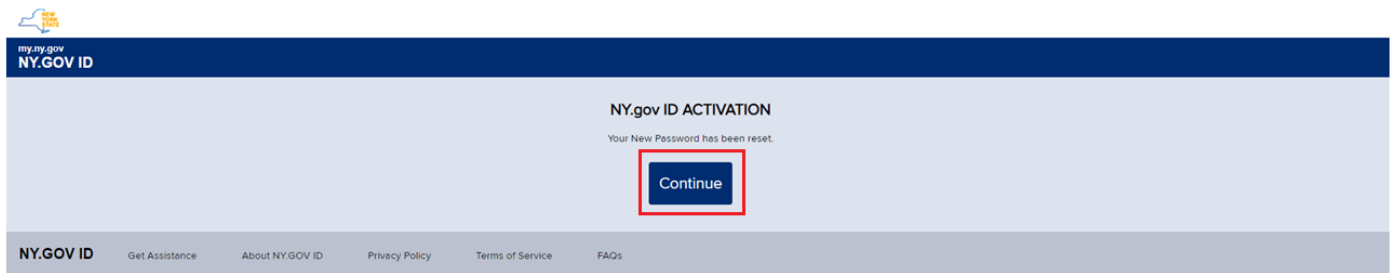 NEW
YORK
STATE
my.ny.gov
NY.GOV ID
NY.gov ID ACTIVATION
Your New Password has been reset.
Continue
NY.GOV ID Get Assistance About NY.GOV ID Privacy Policy Terms of Service FAQs